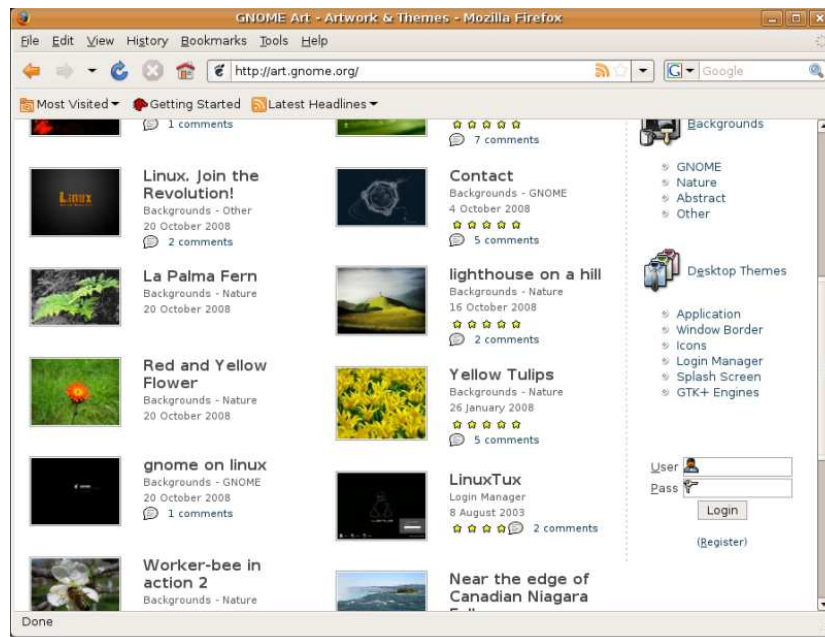 GNOME Art - Artwork & Themes - Mozilla Firefox
File Edit View History Bookmarks Tools Help
http://art.gnome.org/
Google
Most Visited
Getting Started
Latest Headlines
1 comments
Linux. Join the
Revolution!
Backgrounds - Other
20 October 2008
2 comments
La Palma Fern
Backgrounds - Nature
20 October 2008
Red and Yellow
Flower
Backgrounds - Nature
20 October 2008
gnome on linux
Backgrounds - GNOME
20 October 2008
1 comments
Worker-bee in
action 2
Backgrounds - Nature
7 comments
Contact
Backgrounds - GNOME
4 October 2008
5 comments
lighthouse on a hill
Backgrounds - Nature
16 October 2008
2 comments
Yellow Tulips
Backgrounds - Nature
26 January 2008
5 comments
LinuxTux
Login Manager
8 August 2003
2 comments
Near the edge of
Canadian Niagara
Backgrounds
GNOME
Nature
Abstract
Other
Desktop Themes
Application
Window Border
Icons
Login Manager
Splash Screen
GTK+ Engines
User
Pass
Login
(Register)
Linux
Done